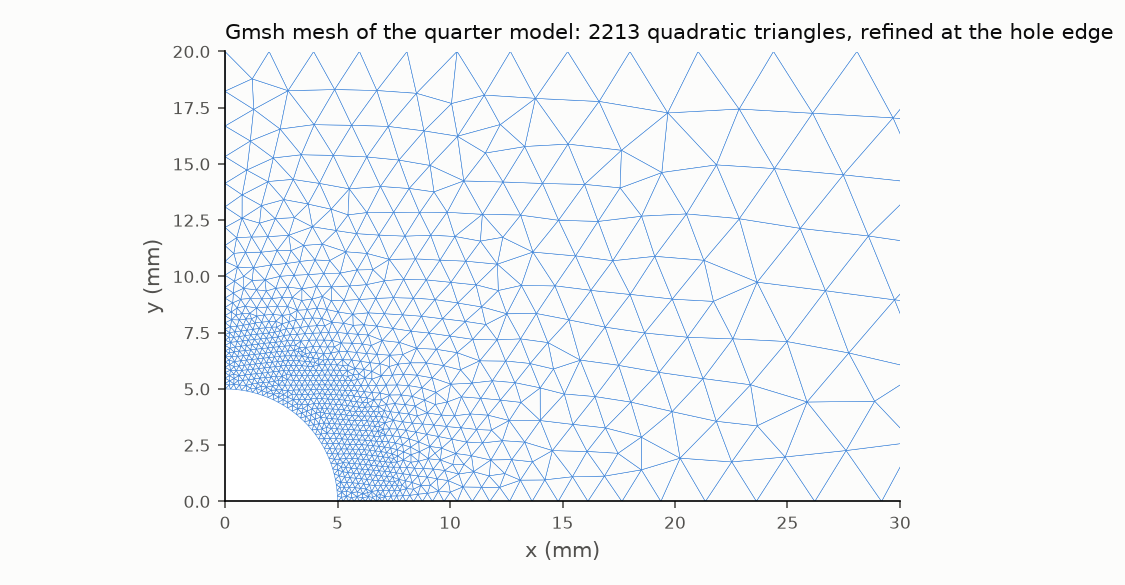 Gmsh mesh of the quarter model: 2213 quadratic triangles, refined at the hole edge
20.0
17.5
15.0
12.5
10.0
7.5
5.0
2.5
0.0
y (mm)
0 5 10 15 20 25 30
x (mm)